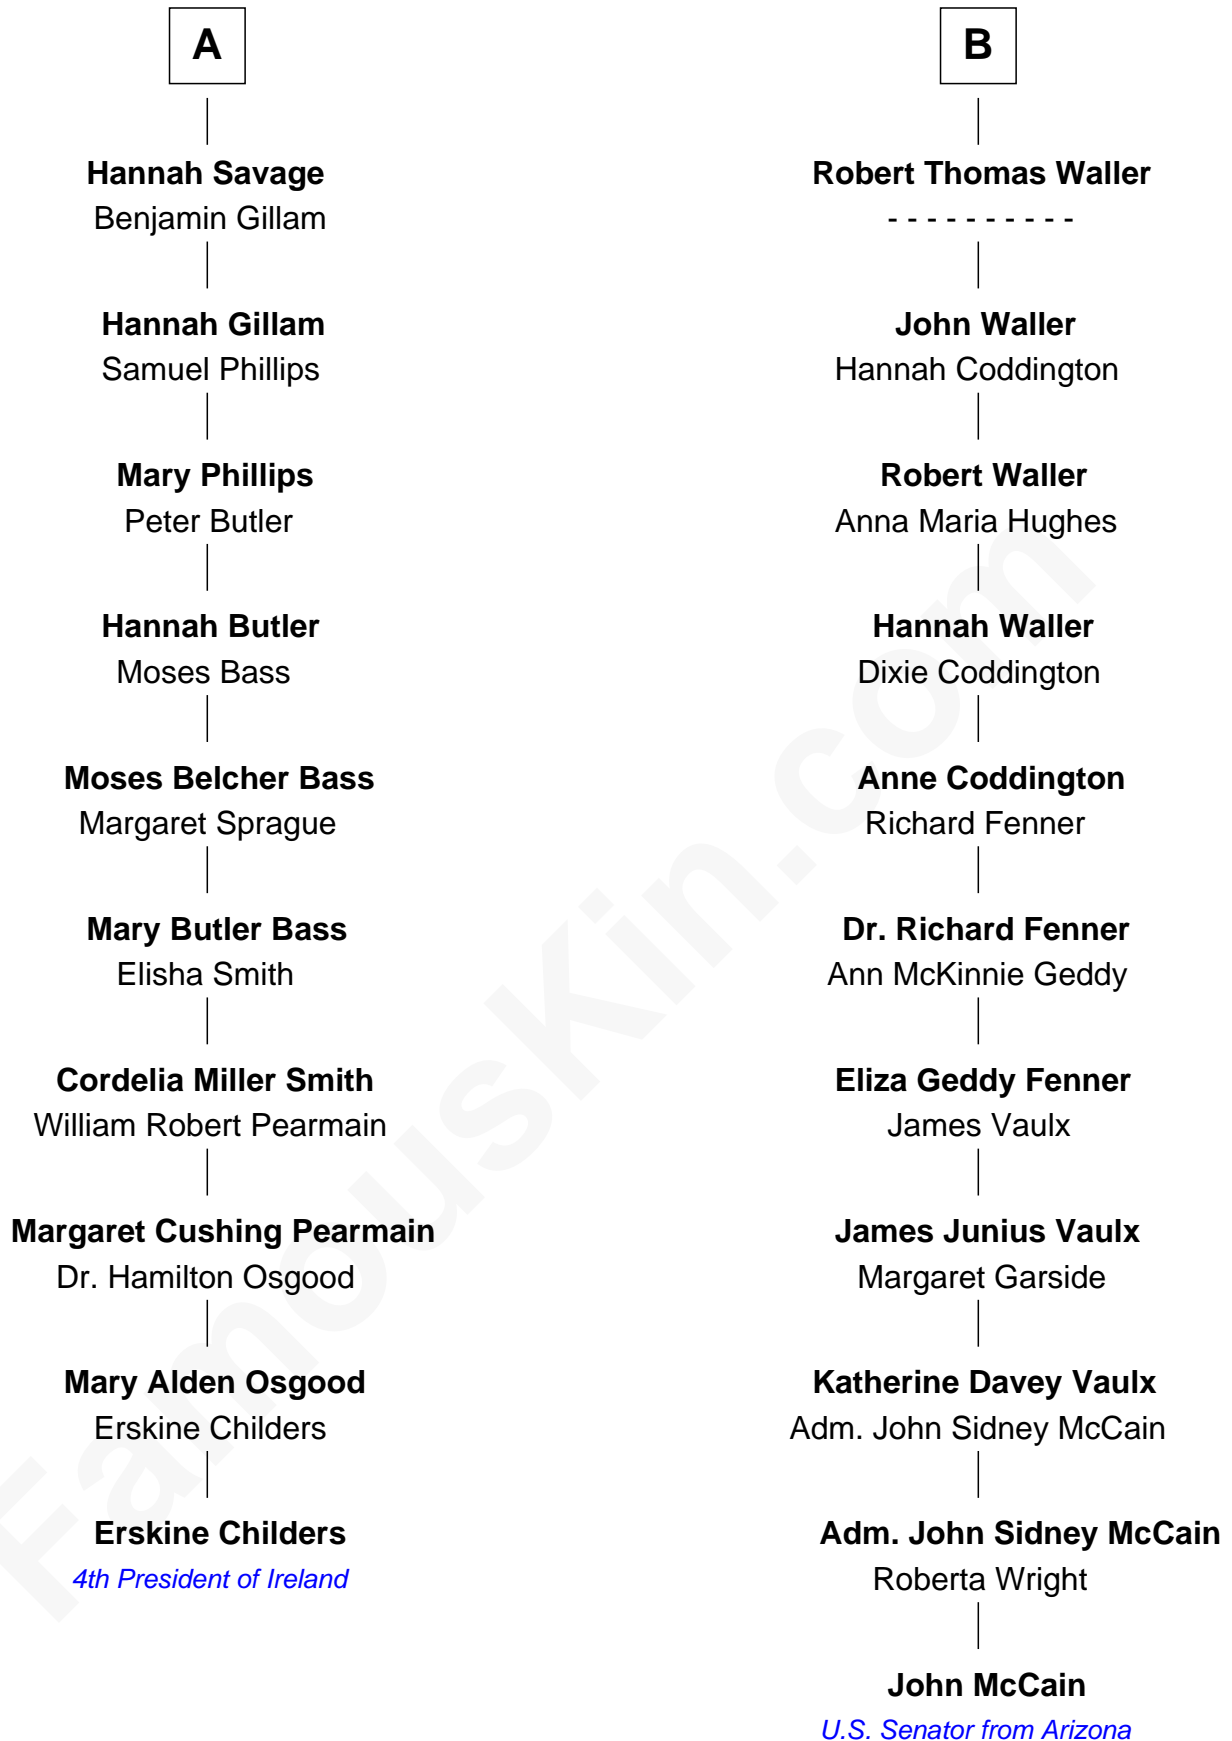 A
Hannah Savage
Benjamin Gillam
Hannah Gillam
Samuel Phillips
Mary Phillips
Peter Butler
Hannah Butler
Moses Bass
Moses Belcher Bass
Margaret Sprague
Mary Butler Bass
Elisha Smith
Cordelia Miller Smith
William Robert Pearmain
Margaret Cushing Pearmain
Dr. Hamilton Osgood
Mary Alden Osgood
Erskine Childers
Erskine Childers
4th President of Ireland
B
Robert Thomas Waller
- - - - - - - - - -
John Waller
Hannah Coddington
Robert Waller
Anna Maria Hughes
Hannah Waller
Dixie Coddington
Anne Coddington
Richard Fenner
Dr. Richard Fenner
Ann McKinnie Geddy
Eliza Geddy Fenner
James Vaulx
James Junius Vaulx
Margaret Garside
Katherine Davey Vaulx
Adm. John Sidney McCain
Adm. John Sidney McCain
Roberta Wright
John McCain
U.S. Senator from Arizona
FamousKin.com